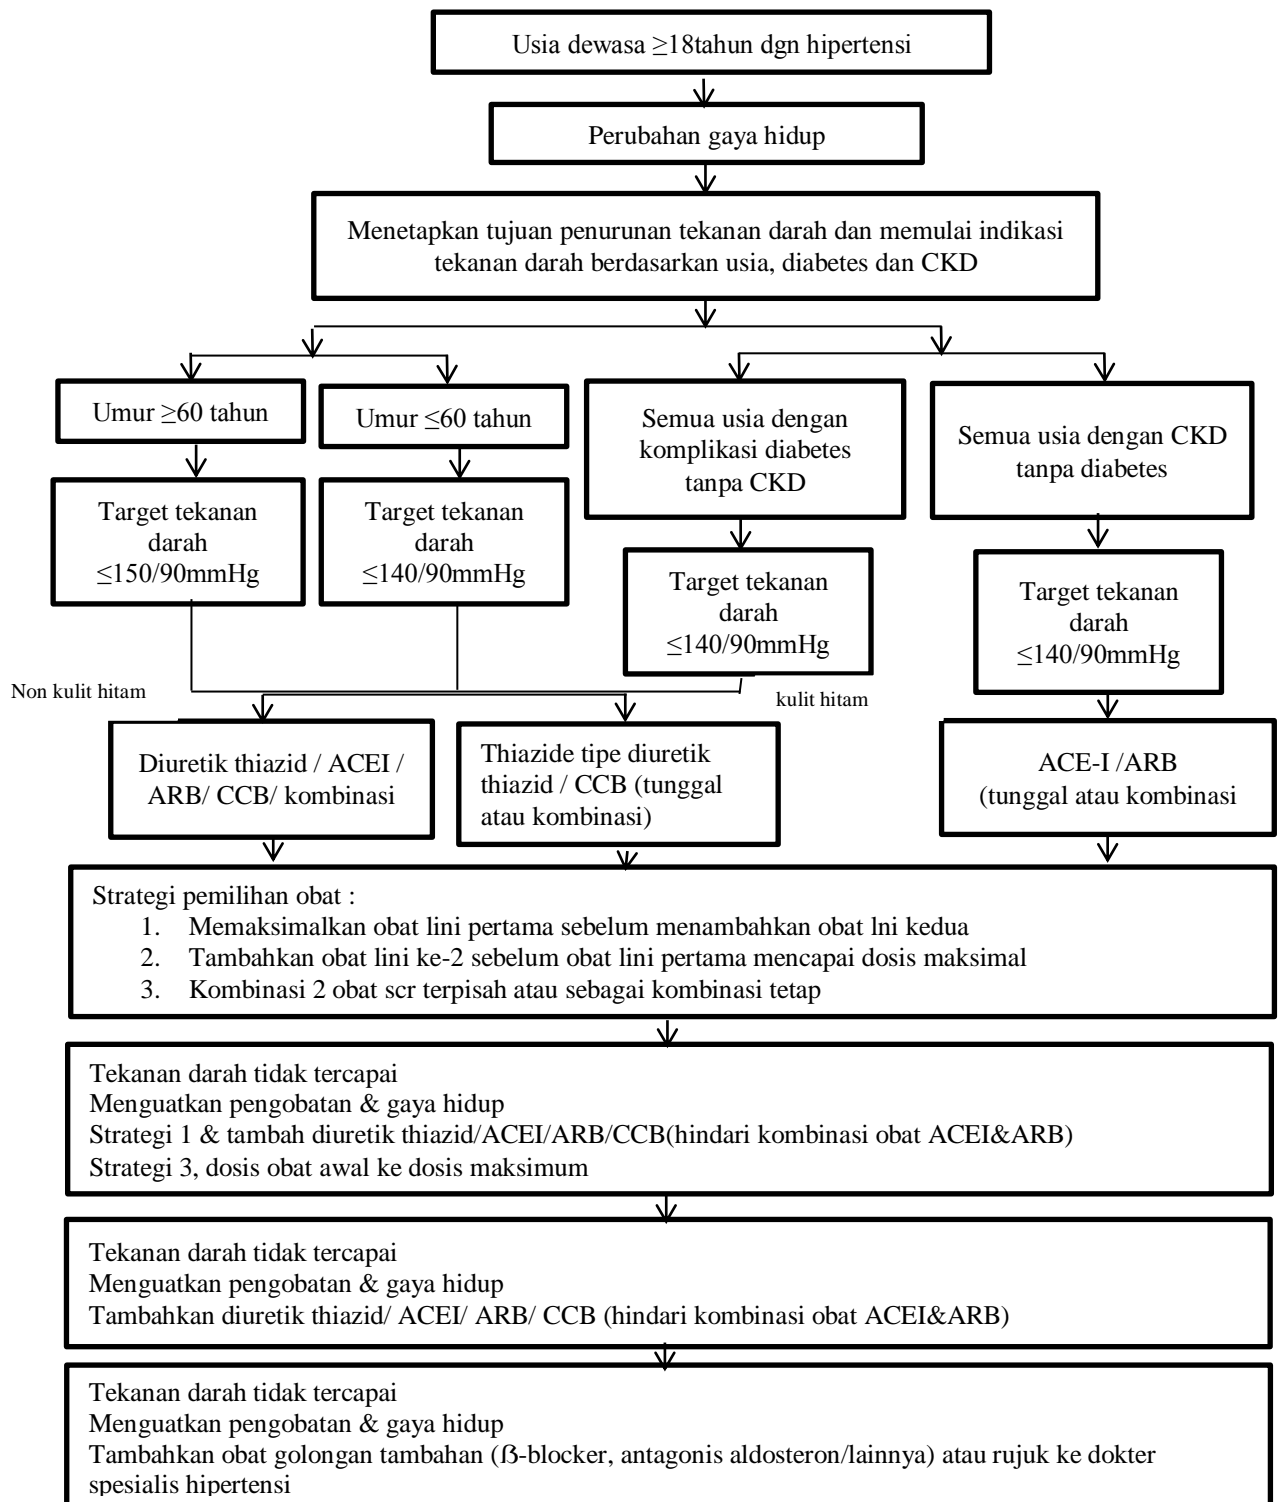 Usia dewasa ≥18tahun dgn hipertensi
Perubahan gaya hidup
Menetapkan tujuan penurunan tekanan darah dan memulai indikasi
tekanan darah berdasarkan usia, diabetes dan CKD
Umur ≥60 tahun
Umur ≤60 tahun
Semua usia dengan
komplikasi diabetes
tanpa CKD
Semua usia dengan CKD
tanpa diabetes
Target tekanan
darah
≤150/90mmHg
Target tekanan
darah
≤140/90mmHg
Target tekanan
darah
≤140/90mmHg
Target tekanan
darah
≤140/90mmHg
Non kulit hitam
kulit hitam
Diuretik thiazid / ACEI /
ARB/ CCB/ kombinasi
Thiazide tipe diuretik
thiazid / CCB (tunggal
atau kombinasi)
ACE-I /ARB
(tunggal atau kombinasi
Strategi pemilihan obat :
1. Memaksimalkan obat lini pertama sebelum menambahkan obat lni kedua
2. Tambahkan obat lini ke-2 sebelum obat lini pertama mencapai dosis maksimal
3. Kombinasi 2 obat scr terpisah atau sebagai kombinasi tetap
Tekanan darah tidak tercapai
Menguatkan pengobatan & gaya hidup
Strategi 1 & tambah diuretik thiazid/ACEI/ARB/CCB(hindari kombinasi obat ACEI&ARB)
Strategi 3, dosis obat awal ke dosis maksimum
Tekanan darah tidak tercapai
Menguatkan pengobatan & gaya hidup
Tambahkan diuretik thiazid/ ACEI/ ARB/ CCB (hindari kombinasi obat ACEI&ARB)
Tekanan darah tidak tercapai
Menguatkan pengobatan & gaya hidup
Tambahkan obat golongan tambahan (ß-blocker, antagonis aldosteron/lainnya) atau rujuk ke dokter
spesialis hipertensi